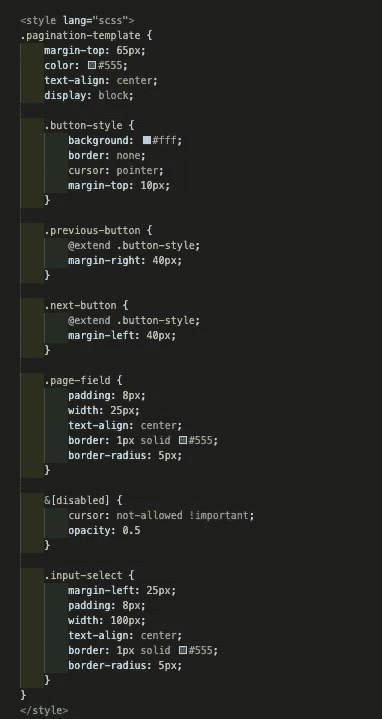 <style lang="scss">
.pagination-template {
    margin-top: 65px;
    color: #555;
    text-align: center;
    display: block;

    .button-style {
        background: #fff;
        border: none;
        cursor: pointer;
        margin-top: 10px;
    }

    .previous-button {
        @extend .button-style;
        margin-right: 40px;
    }

    .next-button {
        @extend .button-style;
        margin-left: 40px;
    }

    .page-field {
        padding: 8px;
        width: 25px;
        text-align: center;
        border: 1px solid #555;
        border-radius: 5px;
    }

    &[disabled] {
        cursor: not-allowed !important;
        opacity: 0.5
    }

    .input-select {
        margin-left: 25px;
        padding: 8px;
        width: 100px;
        text-align: center;
        border: 1px solid #555;
        border-radius: 5px;
    }
}
</style>